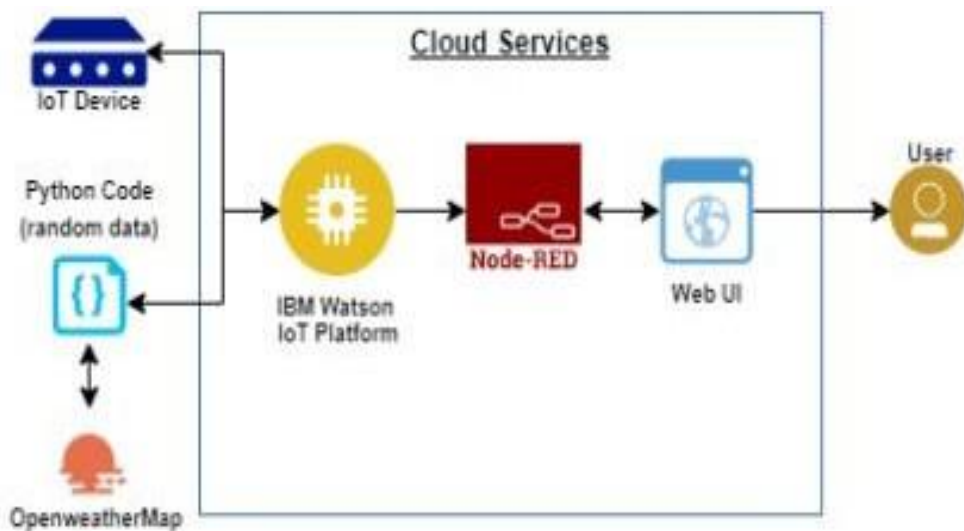 Cloud Services
IoT Device
Python Code
(random data)
{}
OpenweatherMap
IBM Watson
IoT Platform
Node-RED
Web UI
User